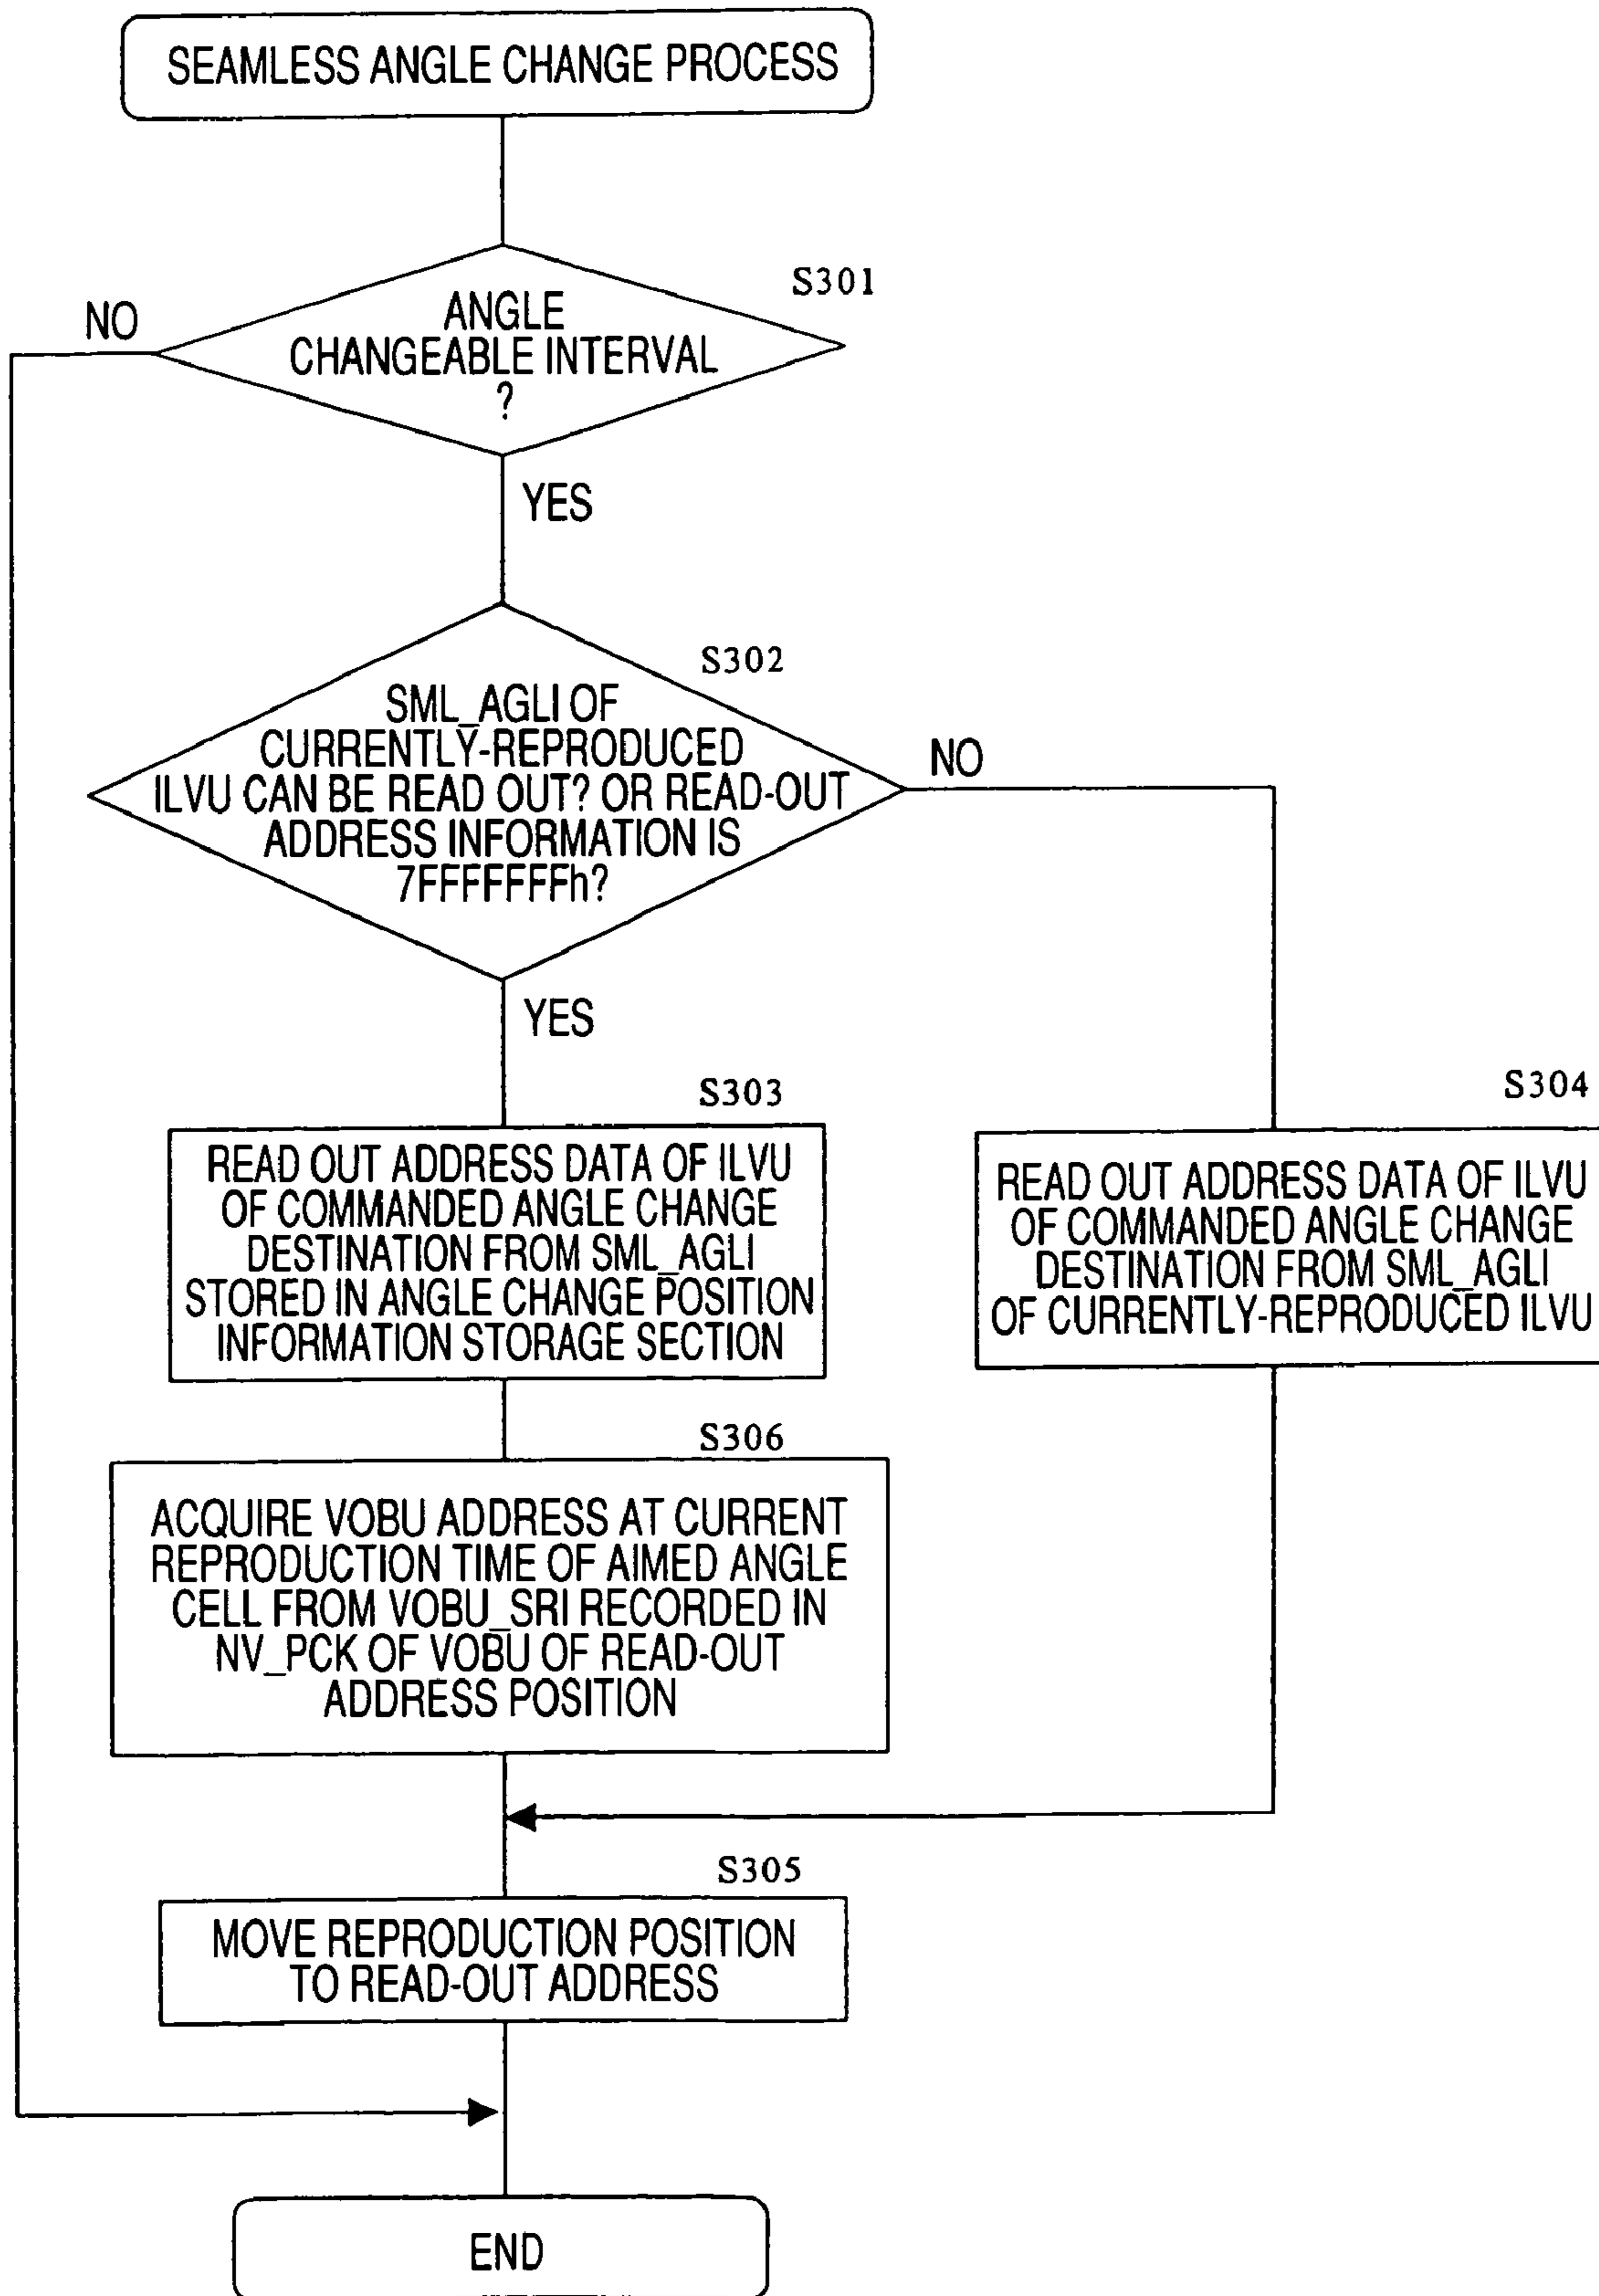 SEAMLESS ANGLE CHANGE PROCESS
S301
NO
ANGLE
CHANGEABLE INTERVAL
?
YES
S302
SML_AGLI OF
CURRENTLY-REPRODUCED
ILVU CAN BE READ OUT? OR READ-OUT
ADDRESS INFORMATION IS
7FFFFFFFh?
NO
YES
S303
READ OUT ADDRESS DATA OF ILVU
OF COMMANDED ANGLE CHANGE
DESTINATION FROM SML_AGLI
STORED IN ANGLE CHANGE POSITION
INFORMATION STORAGE SECTION
S304
READ OUT ADDRESS DATA OF ILVU
OF COMMANDED ANGLE CHANGE
DESTINATION FROM SML_AGLI
OF CURRENTLY-REPRODUCED ILVU
S306
ACQUIRE VOBU ADDRESS AT CURRENT
REPRODUCTION TIME OF AIMED ANGLE
CELL FROM VOBU_SRI RECORDED IN
NV_PCK OF VOBU OF READ-OUT
ADDRESS POSITION
S305
MOVE REPRODUCTION POSITION
TO READ-OUT ADDRESS
END